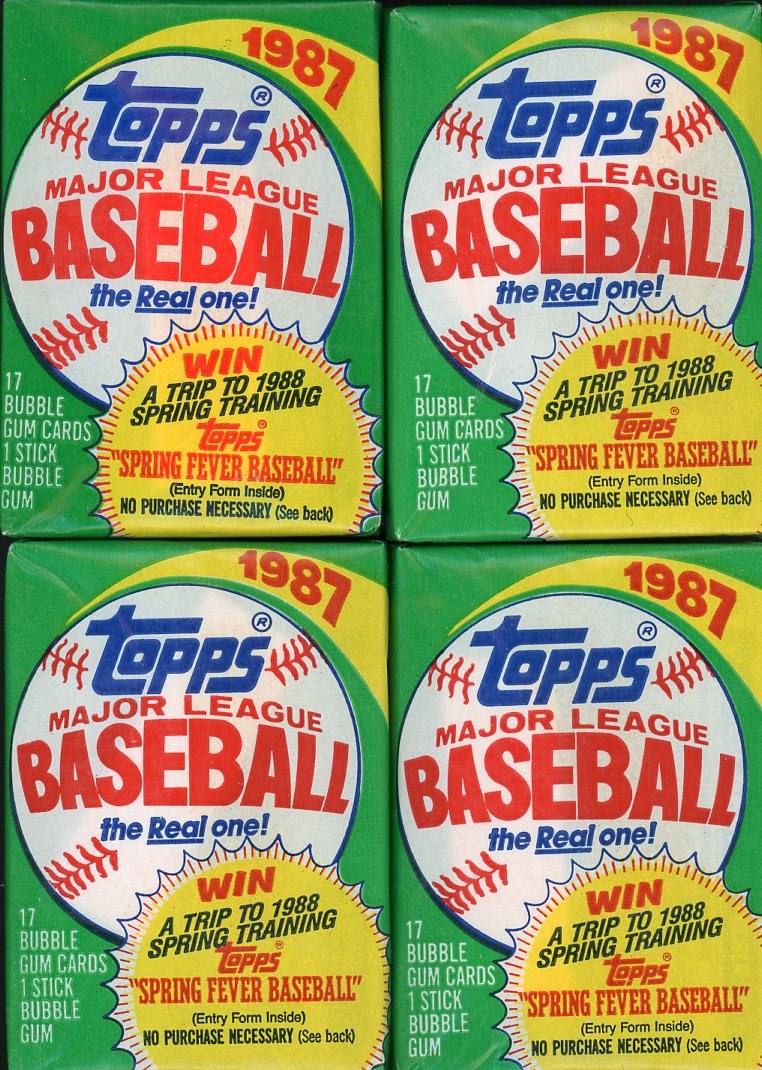 1987
Topps®
MAJOR LEAGUE
BASEBALL
the Real one!
WIN
A TRIP TO 1988
SPRING TRAINING
Topps®
"SPRING FEVER BASEBALL"
(Entry Form Inside)
NO PURCHASE NECESSARY (See back)
17
BUBBLE
GUM CARDS
1 STICK
BUBBLE
GUM
1987
Topps®
MAJOR LEAGUE
BASEBALL
the Real one!
WIN
A TRIP TO 1988
SPRING TRAINING
Topps®
"SPRING FEVER BASEBALL"
(Entry Form Inside)
NO PURCHASE NECESSARY (See back)
17
BUBBLE
GUM CARDS
1 STICK
BUBBLE
GUM
1987
Topps®
MAJOR LEAGUE
BASEBALL
the Real one!
WIN
A TRIP TO 1988
SPRING TRAINING
Topps®
"SPRING FEVER BASEBALL"
(Entry Form Inside)
NO PURCHASE NECESSARY (See back)
17
BUBBLE
GUM CARDS
1 STICK
BUBBLE
GUM
1987
Topps®
MAJOR LEAGUE
BASEBALL
the Real one!
WIN
A TRIP TO 1988
SPRING TRAINING
Topps®
"SPRING FEVER BASEBALL"
(Entry Form Inside)
NO PURCHASE NECESSARY (See back)
17
BUBBLE
GUM CARDS
1 STICK
BUBBLE
GUM